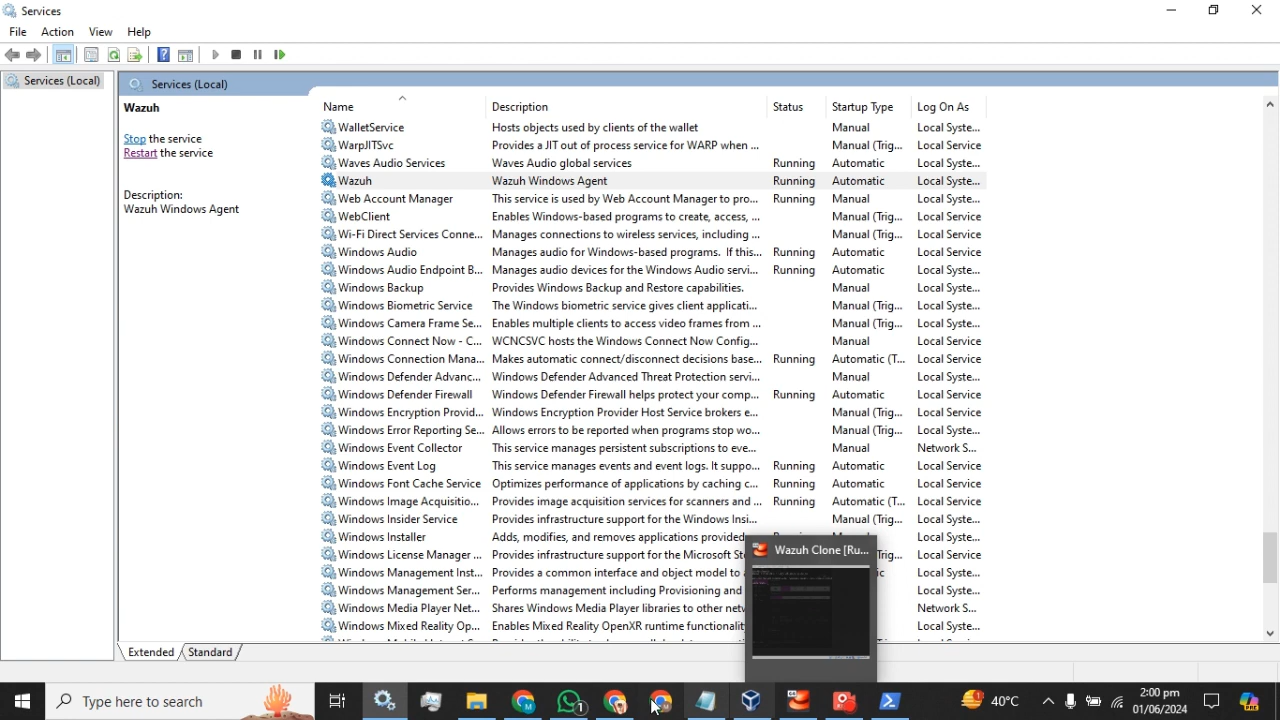 Services
File Action View Help
Services (Local)
Services (Local)
Wazuh
Stop the service
Restart the service
Description:
Wazuh Windows Agent
Name Description Status Startup Type Log On As
WalletService Hosts objects used by clients of the wallet Manual Local Syste...
WarpJITSvc Provides a JIT out of process service for WARP when ... Manual (Trig... Local Service
Waves Audio Services Waves Audio global services Running Automatic Local Syste...
Wazuh Wazuh Windows Agent Running Automatic Local Syste...
Web Account Manager This service is used by Web Account Manager to pro... Running Manual Local Syste...
WebClient Enables Windows-based programs to create, access, ... Manual (Trig... Local Service
Wi-Fi Direct Services Conne... Manages connections to wireless services, including ... Manual (Trig... Local Service
Windows Audio Manages audio for Windows-based programs. If this... Running Automatic Local Service
Windows Audio Endpoint B... Manages audio devices for the Windows Audio servi... Running Automatic Local Syste...
Windows Backup Provides Windows Backup and Restore capabilities. Manual Local Syste...
Windows Biometric Service The Windows biometric service gives client applicati... Manual (Trig... Local Syste...
Windows Camera Frame Se... Enables multiple clients to access video frames from ... Manual (Trig... Local Syste...
Windows Connect Now - C... WCNCSVC hosts the Windows Connect Now Config... Manual Local Service
Windows Connection Mana... Makes automatic connect/disconnect decisions base... Running Automatic (T... Local Service
Windows Defender Advanc... Windows Defender Advanced Threat Protection servi... Manual Local Syste...
Windows Defender Firewall Windows Defender Firewall helps protect your comp... Running Automatic Local Service
Windows Encryption Provid... Windows Encryption Provider Host Service brokers e... Manual (Trig... Local Service
Windows Error Reporting Se... Allows errors to be reported when programs stop wo... Manual (Trig... Local Syste...
Windows Event Collector This service manages persistent subscriptions to eve... Manual Network S...
Windows Event Log This service manages events and event logs. It suppo... Running Automatic Local Service
Windows Font Cache Service Optimizes performance of applications by caching c... Running Automatic Local Service
Windows Image Acquisitio... Provides image acquisition services for scanners and ... Running Automatic (T... Local Service
Windows Insider Service Provides infrastructure support for the Windows Insi... Manual (Trig... Local Syste...
Windows Installer Adds, modifies, and removes applications provided Manual Local Syste...
Windows License Manager ... Provides infrastructure support for the Microsoft Sto Local Service
Windows Management Inst... Provides a common interface and object model to a Local Syste...
Windows Management Ser... Performs management including Provisioning and Local Syste...
Windows Media Player Net... Shares Windows Media Player libraries to other netw Network S...
Windows Mixed Reality Op... Enables Mixed Reality OpenXR runtime functionalit Local Syste...
Wazuh Clone [Ru...
Extended Standard
Type here to search
1
1
40°C
2:00 pm
01/06/2024